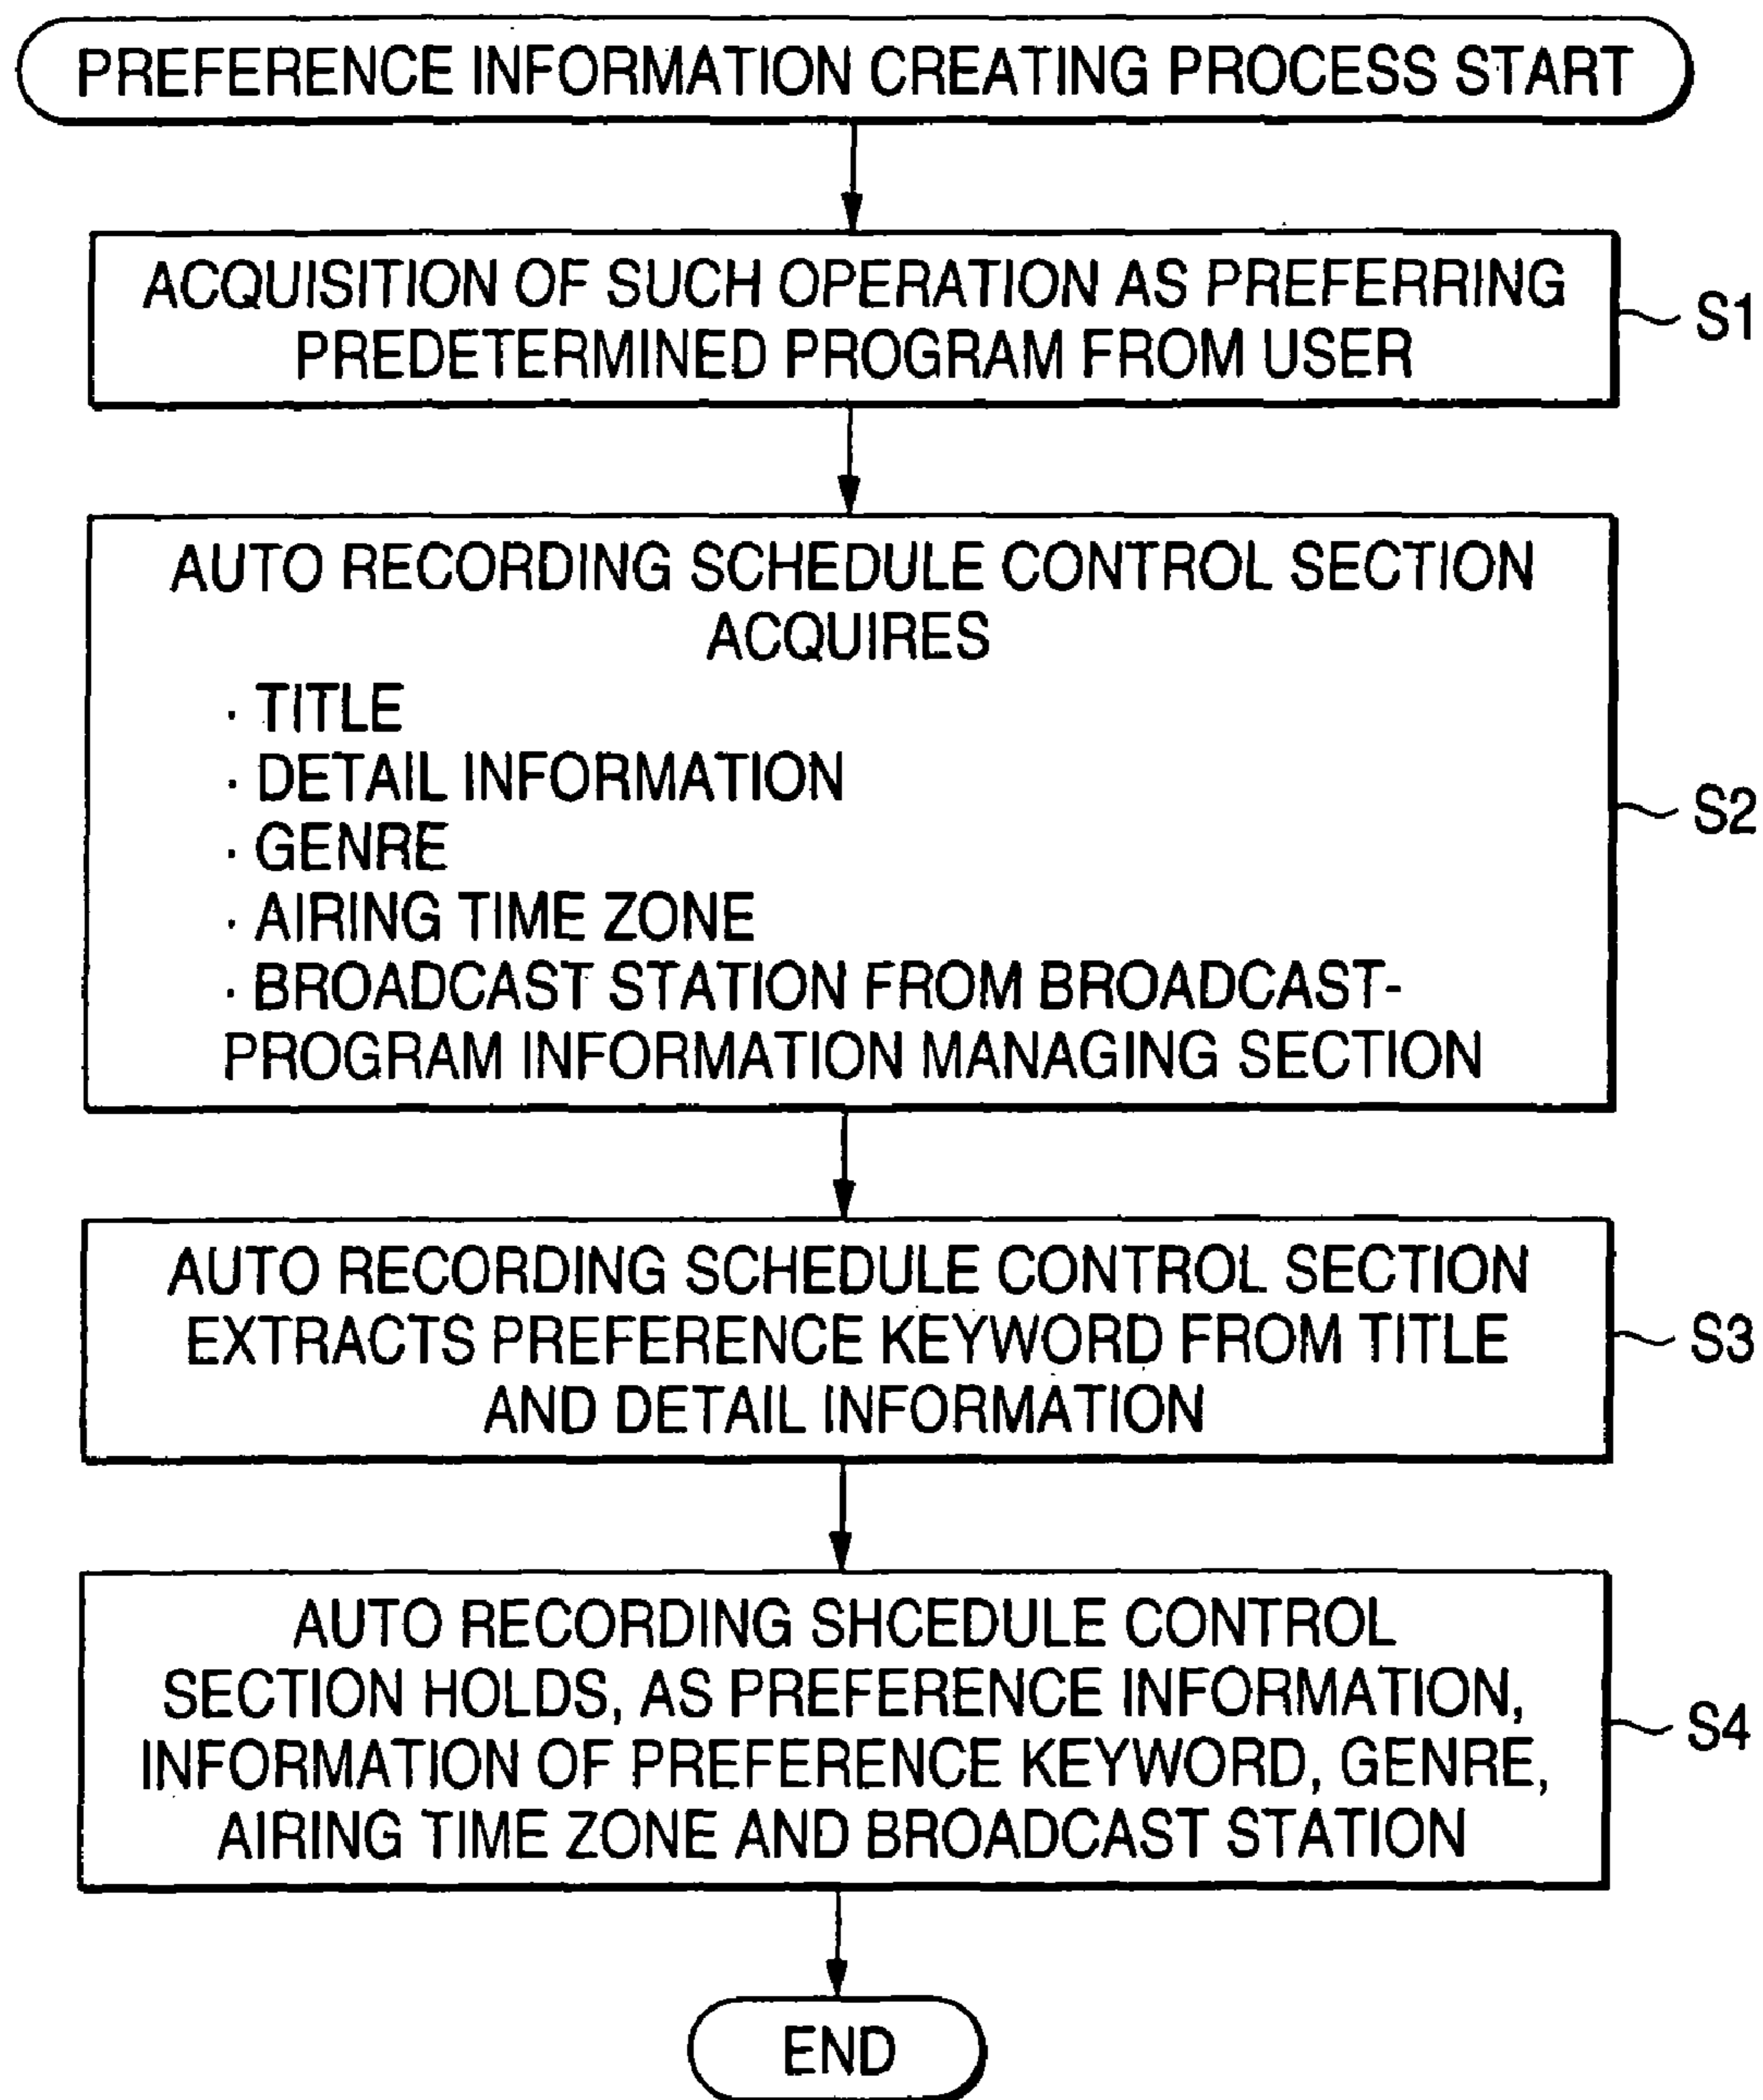 PREFERENCE INFORMATION CREATING PROCESS START
ACQUISITION OF SUCH OPERATION AS PREFERRING
PREDETERMINED PROGRAM FROM USER
S1
AUTO RECORDING SCHEDULE CONTROL SECTION
ACQUIRES
· TITLE
· DETAIL INFORMATION
· GENRE
· AIRING TIME ZONE
· BROADCAST STATION FROM BROADCAST-
PROGRAM INFORMATION MANAGING SECTION
S2
AUTO RECORDING SCHEDULE CONTROL SECTION
EXTRACTS PREFERENCE KEYWORD FROM TITLE
AND DETAIL INFORMATION
S3
AUTO RECORDING SHCEDULE CONTROL
SECTION HOLDS, AS PREFERENCE INFORMATION,
INFORMATION OF PREFERENCE KEYWORD, GENRE,
AIRING TIME ZONE AND BROADCAST STATION
S4
END